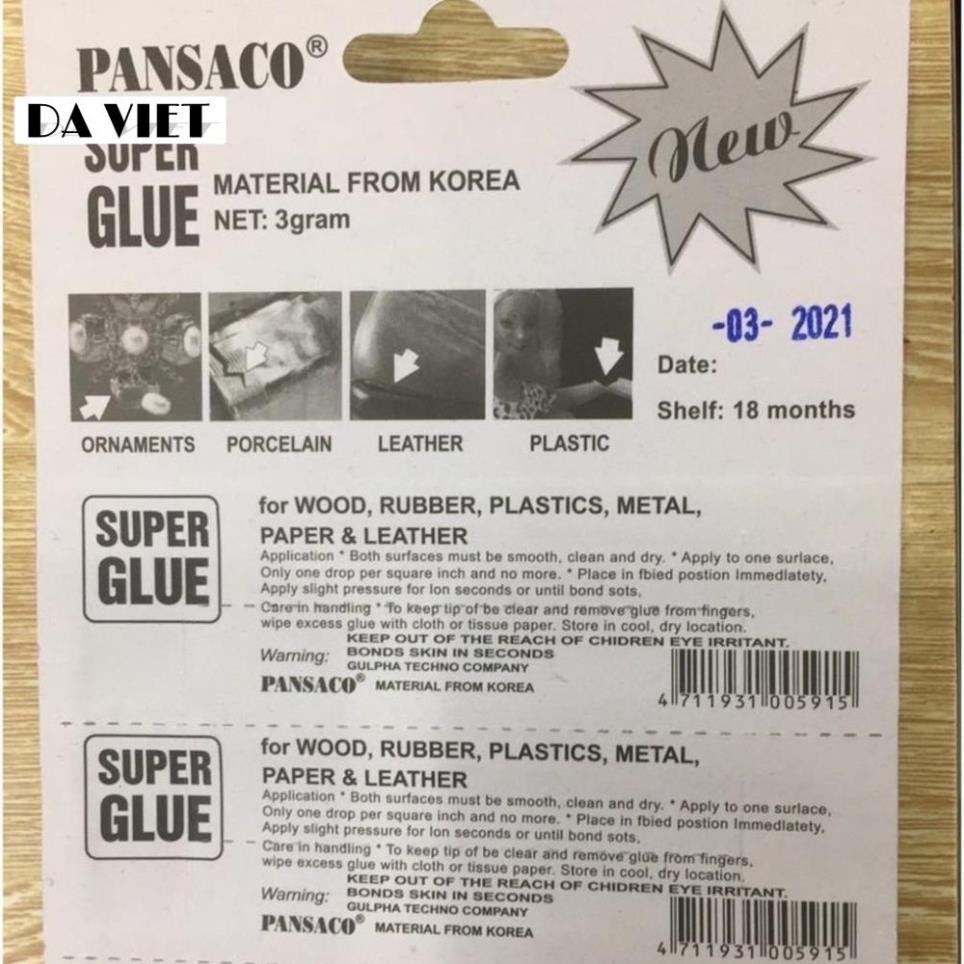 PANSACO®
DA VIET
SUPER
GLUE
MATERIAL FROM KOREA
NET: 3gram
New
ORNAMENTS
PORCELAIN
LEATHER
PLASTIC
-03- 2021
Date:
Shelf: 18 months
SUPER
GLUE
for WOOD, RUBBER, PLASTICS, METAL,
PAPER & LEATHER
Application * Both surfaces must be smooth, clean and dry. * Apply to one surlace,
Only one drop per square inch and no more. * Place in fbied postion Immedlatety,
Apply slight pressure for lon seconds or until bond sots,
Care in handling * To keep tip of be clear and remove glue from fingers,
wipe excess glue with cloth or tissue paper. Store in cool, dry location.
KEEP OUT OF THE REACH OF CHIDREN EYE IRRITANT.
Warning: BONDS SKIN IN SECONDS
GULPHA TECHNO COMPANY
PANSACO® MATERIAL FROM KOREA
4 711931 005915
SUPER
GLUE
for WOOD, RUBBER, PLASTICS, METAL,
PAPER & LEATHER
Application * Both surfaces must be smooth, clean and dry. * Apply to one surlace,
Only one drop per square inch and no more. * Place in fbied postion Immedlatety,
Apply slight pressure for lon seconds or until bond sots,
Care in handling * To keep tip of be clear and remove glue from fingers,
wipe excess glue with cloth or tissue paper. Store in cool, dry location.
KEEP OUT OF THE REACH OF CHIDREN EYE IRRITANT.
Warning: BONDS SKIN IN SECONDS
GULPHA TECHNO COMPANY
PANSACO® MATERIAL FROM KOREA
4 711931 005915